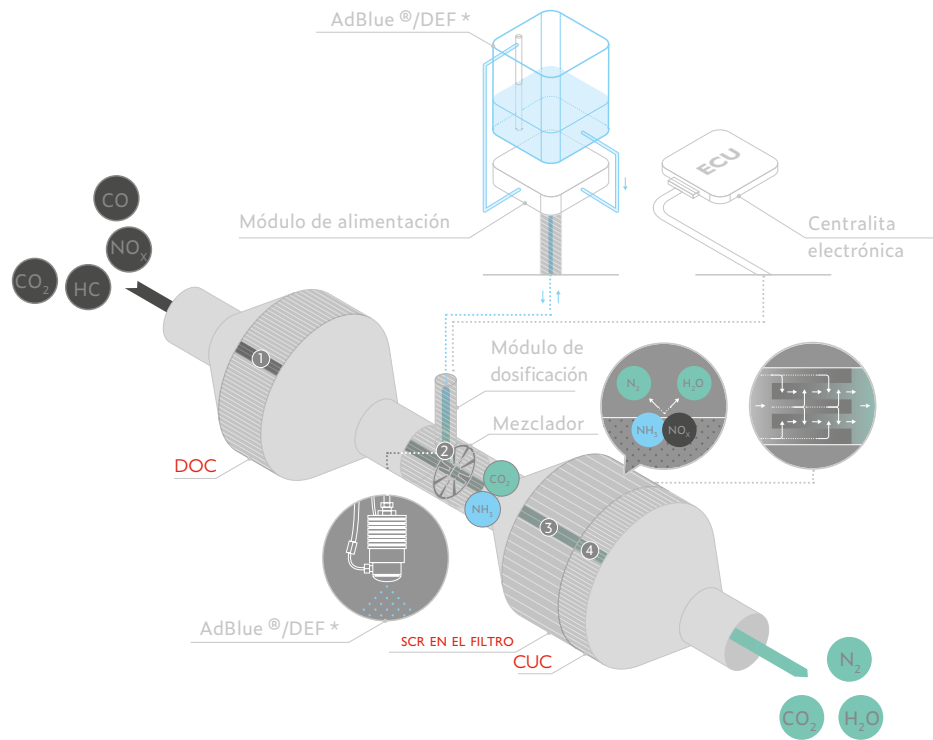 AdBlue ®/DEF *
ECU
CO
Módulo de alimentación
Centralita
electrónica
NOx
CO2
HC
1
Módulo de
dosificación
N2
H2O
Mezclador
NH3
NOx
2
DOC
CO2
NH3
3
4
AdBlue ®/DEF *
SCR EN EL FILTRO
CUC
N2
CO2
H2O